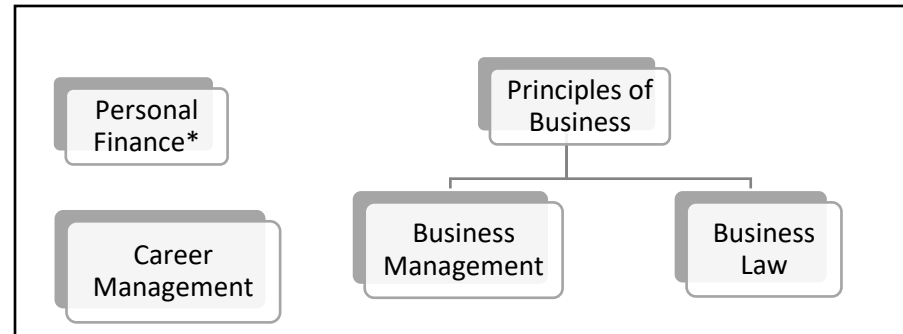 Personal
Finance*
Career
Management
Principles of
Business
Business
Management
Business
Law